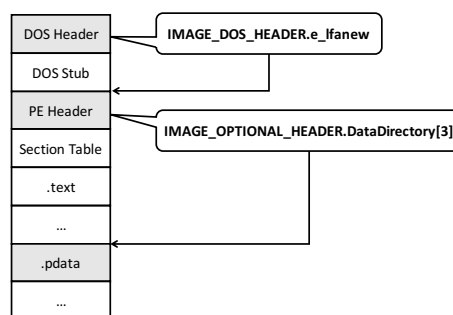 DOS Header
IMAGE_DOS_HEADER.e_lfanew
DOS Stub
PE Header
IMAGE_OPTIONAL_HEADER.DataDirectory[3]
Section Table
.text
...
.pdata
...